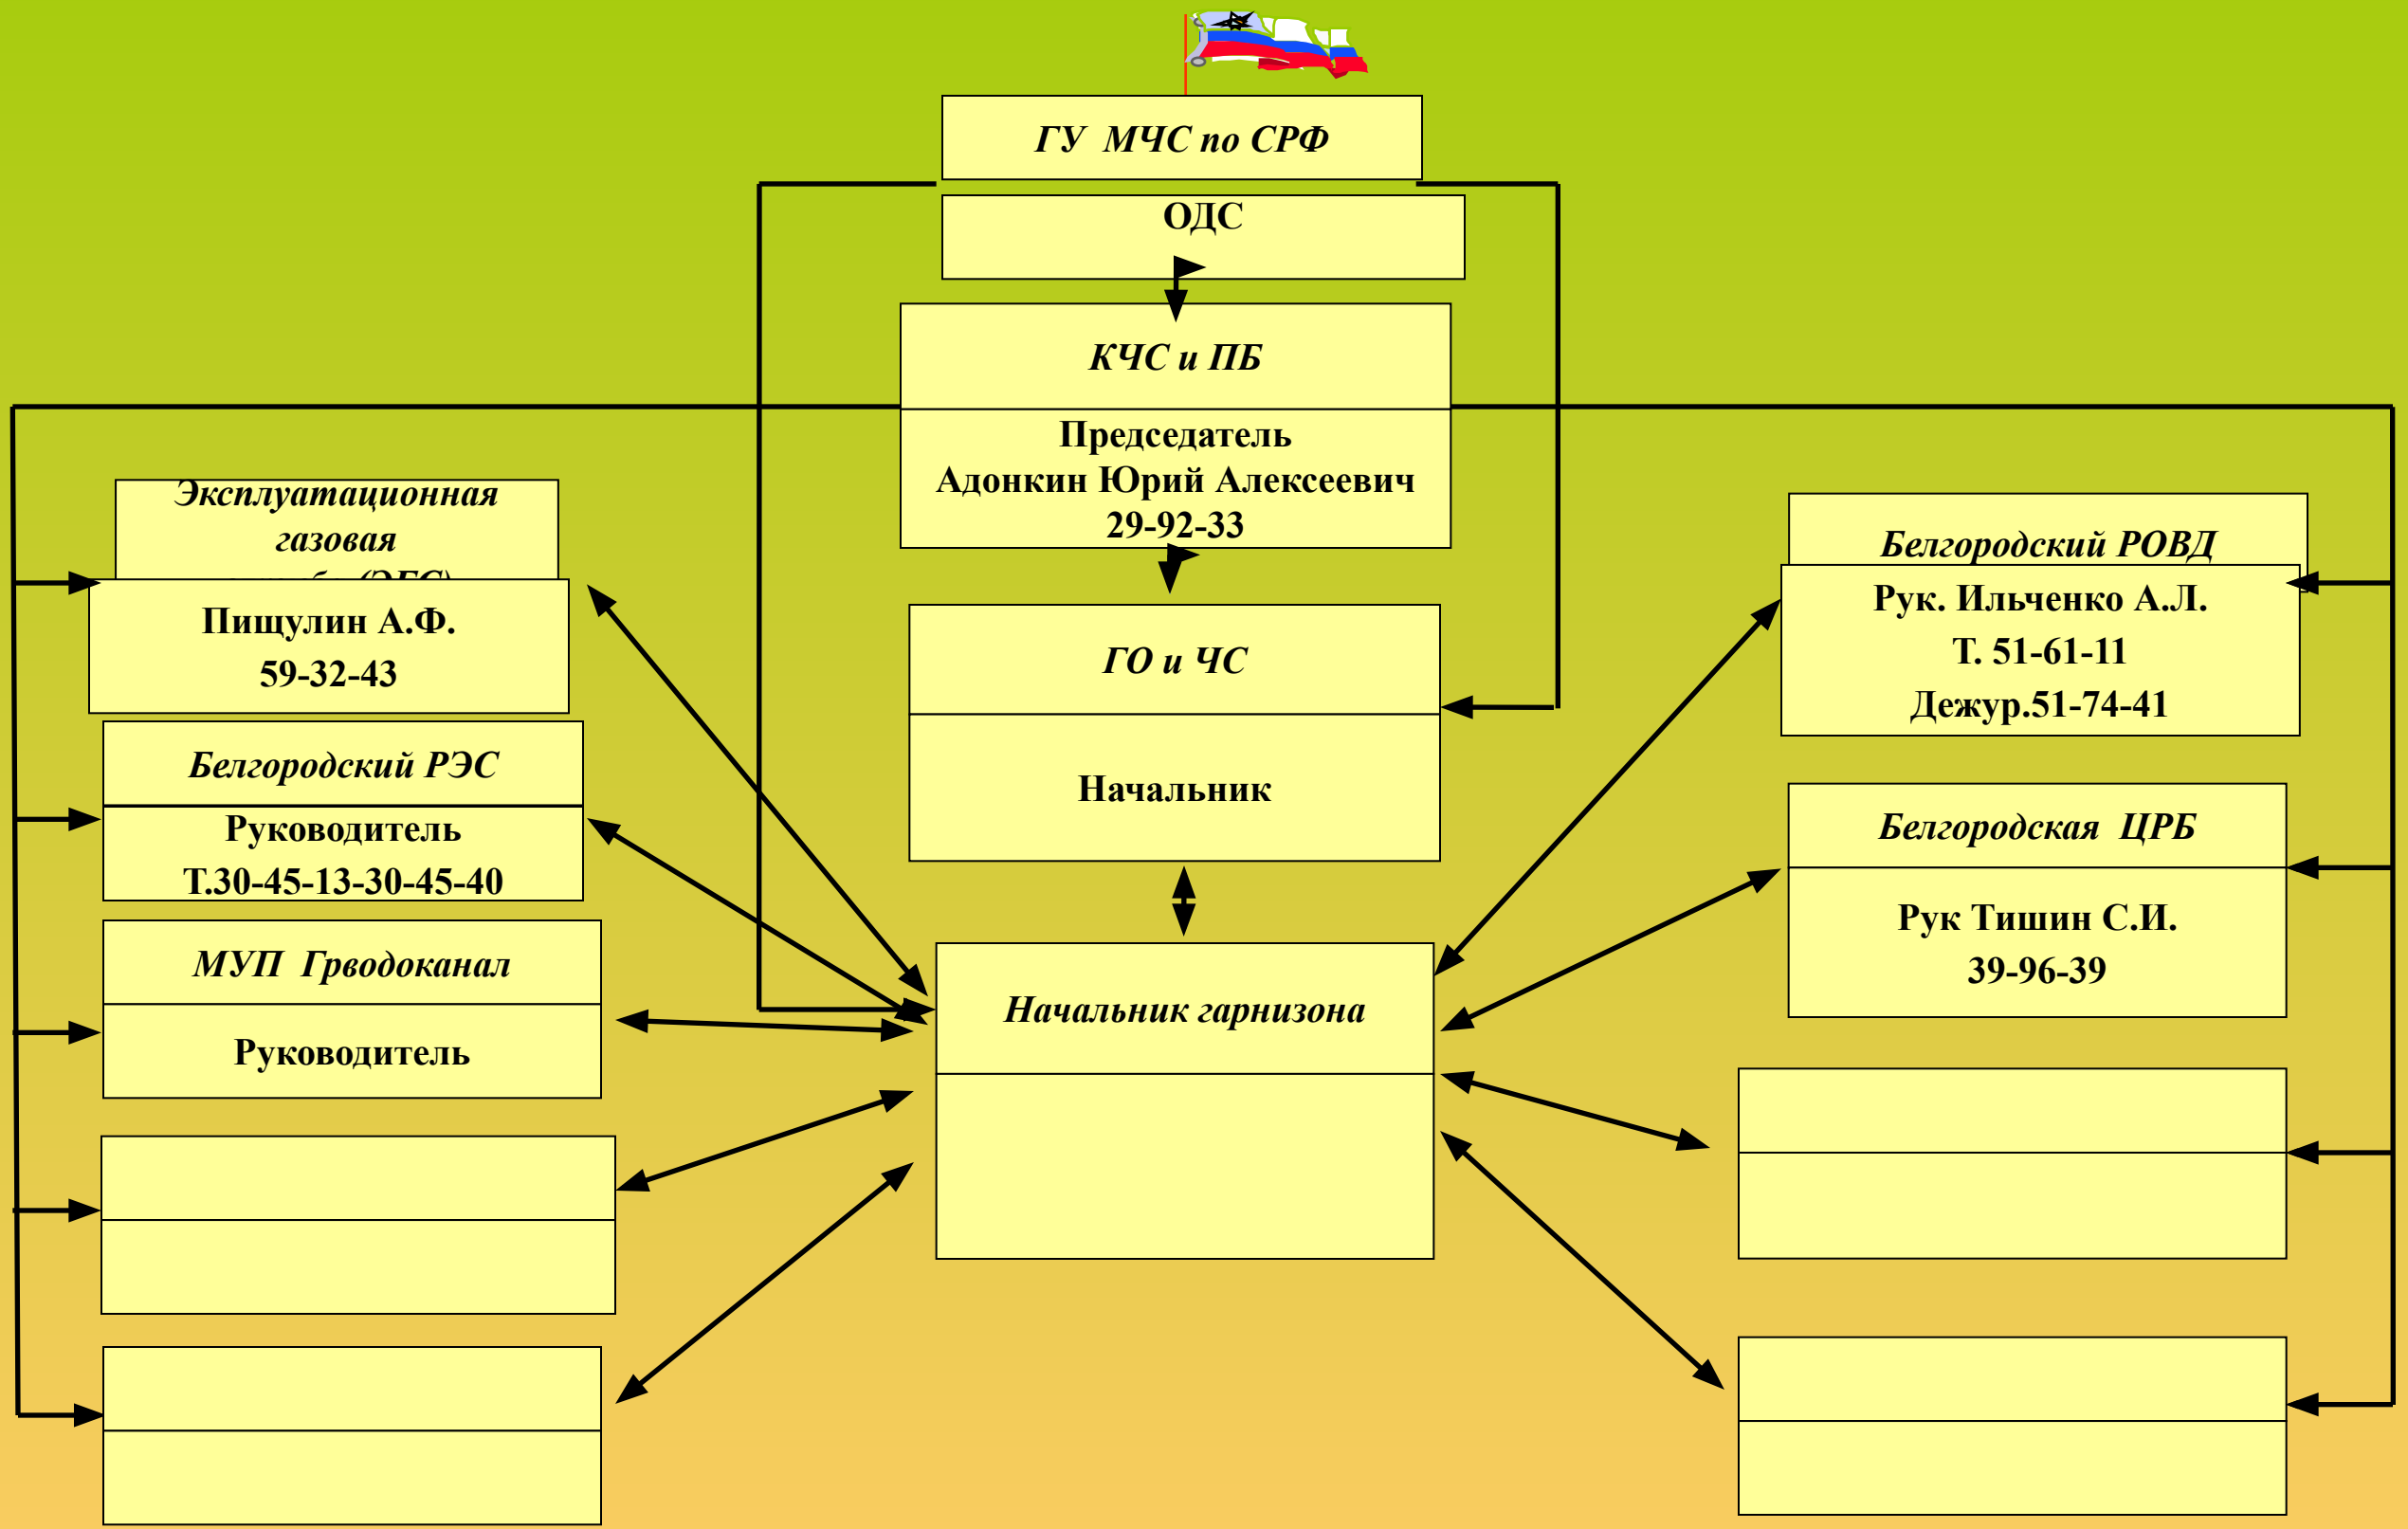 ГУ МЧС по СРФ
ОДС
КЧС и ПБ
Председатель
Адонкин Юрий Алексеевич
29-92-33
Эксплуатационная
газовая
Пищулин А.Ф.
59-32-43
Белгородский РЭС
Руководитель
Т.30-45-13-30-45-40
МУП Грводоканал
Руководитель
ГО и ЧС
Начальник
Начальник гарнизона
Белгородский РОВД
Рук. Ильченко А.Л.
Т. 51-61-11
Дежур.51-74-41
Белгородская ЦРБ
Рук Тишин С.И.
39-96-39